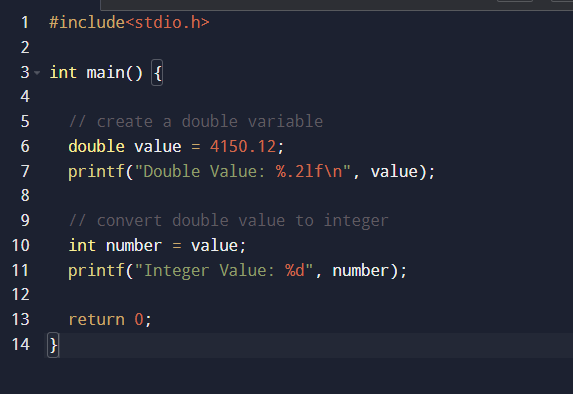 1 #include<stdio.h>
2
3 int main() {
4
5 // create a double variable
6 double value = 4150.12;
7 printf("Double Value: %.2lf\n", value);
8
9 // convert double value to integer
10 int number = value;
11 printf("Integer Value: %d", number);
12
13 return 0;
14 }